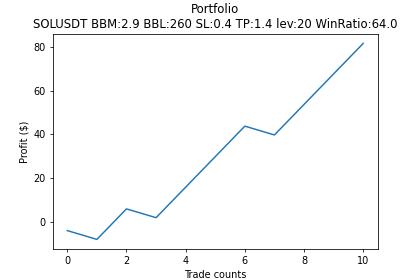 Portfolio
SOLUSDT BBM:2.9 BBL:260 SL:0.4 TP:1.4 lev:20 WinRatio:64.0
80
60
40
20
0
Profit ($)
0 2 4 6 8 10
Trade counts